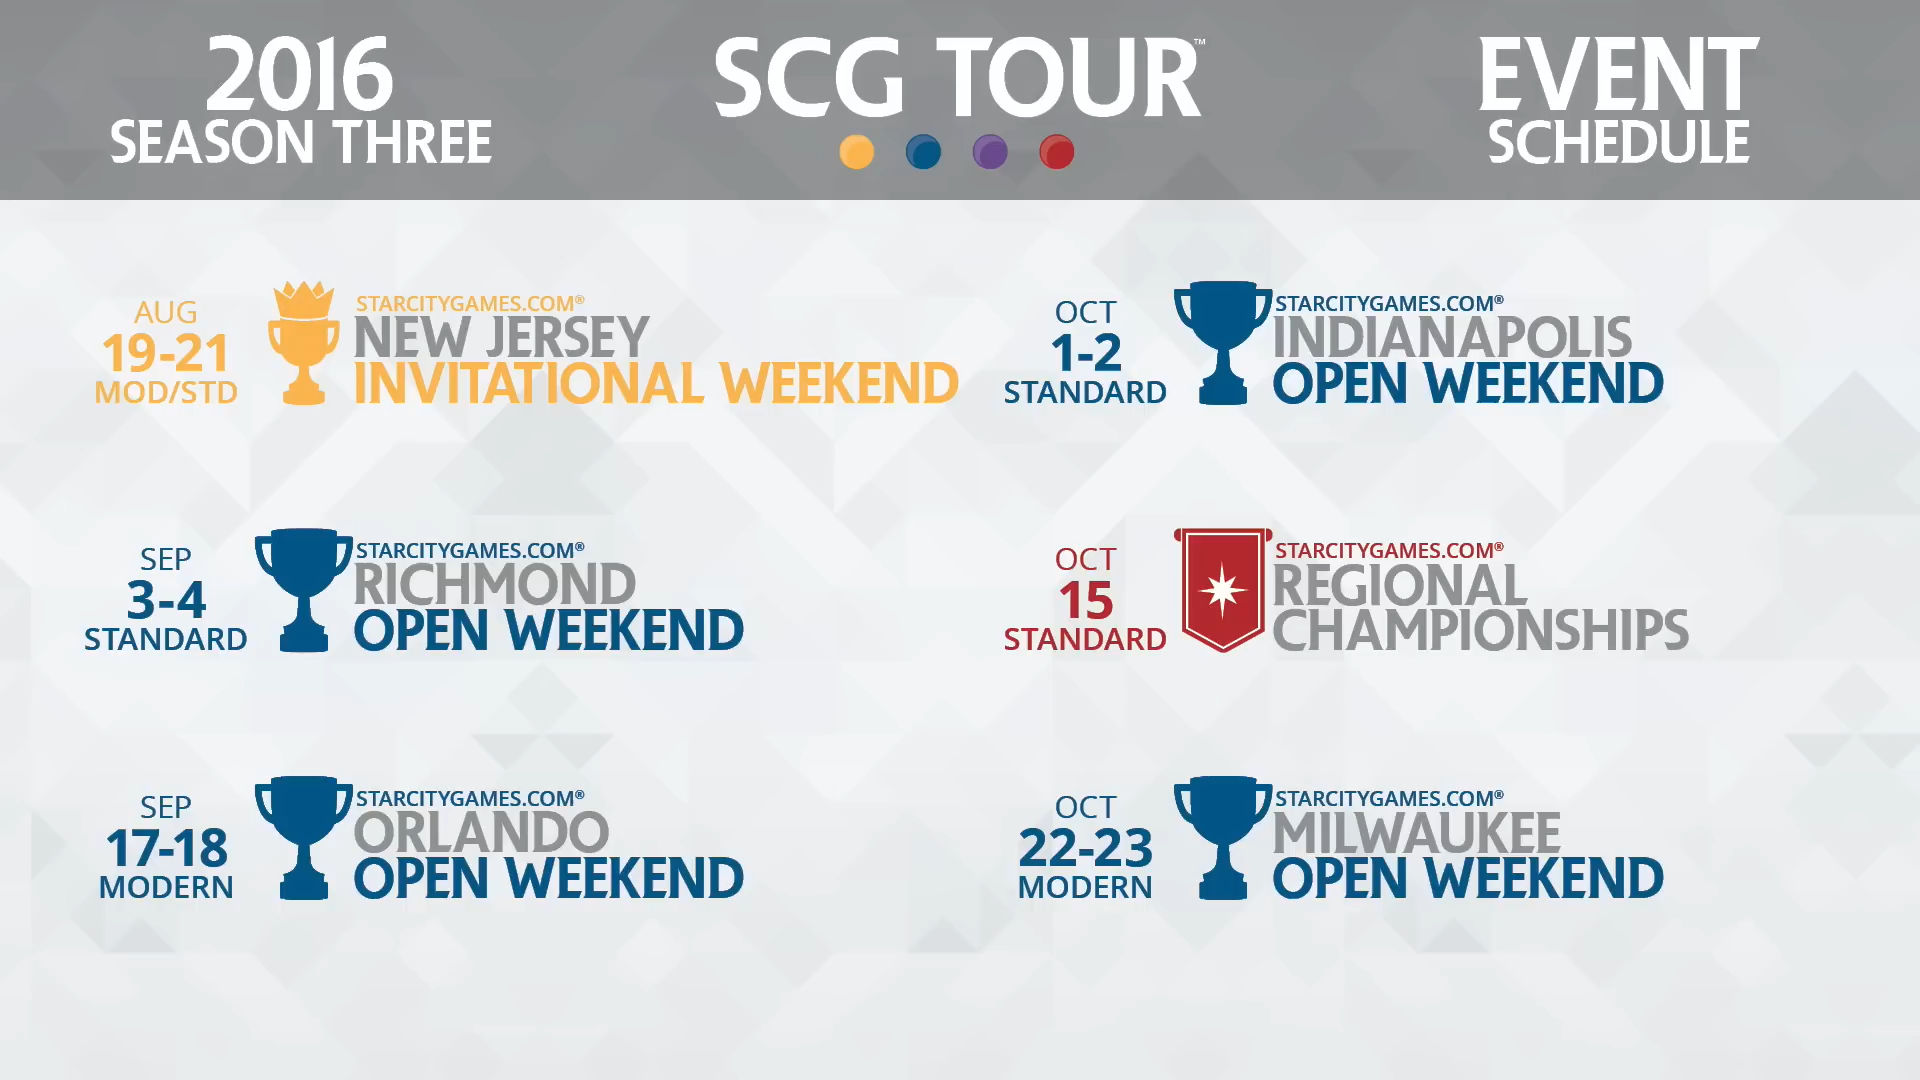 2016
SEASON THREE
SCG TOUR™
EVENT
SCHEDULE
AUG
19-21
MOD/STD
STARCITYGAMES.COM®
NEW JERSEY
INVITATIONAL WEEKEND
SEP
3-4
STANDARD
STARCITYGAMES.COM®
RICHMOND
OPEN WEEKEND
SEP
17-18
MODERN
STARCITYGAMES.COM®
ORLANDO
OPEN WEEKEND
OCT
1-2
STANDARD
STARCITYGAMES.COM®
INDIANAPOLIS
OPEN WEEKEND
OCT
15
STANDARD
STARCITYGAMES.COM®
REGIONAL
CHAMPIONSHIPS
OCT
22-23
MODERN
STARCITYGAMES.COM®
MILWAUKEE
OPEN WEEKEND